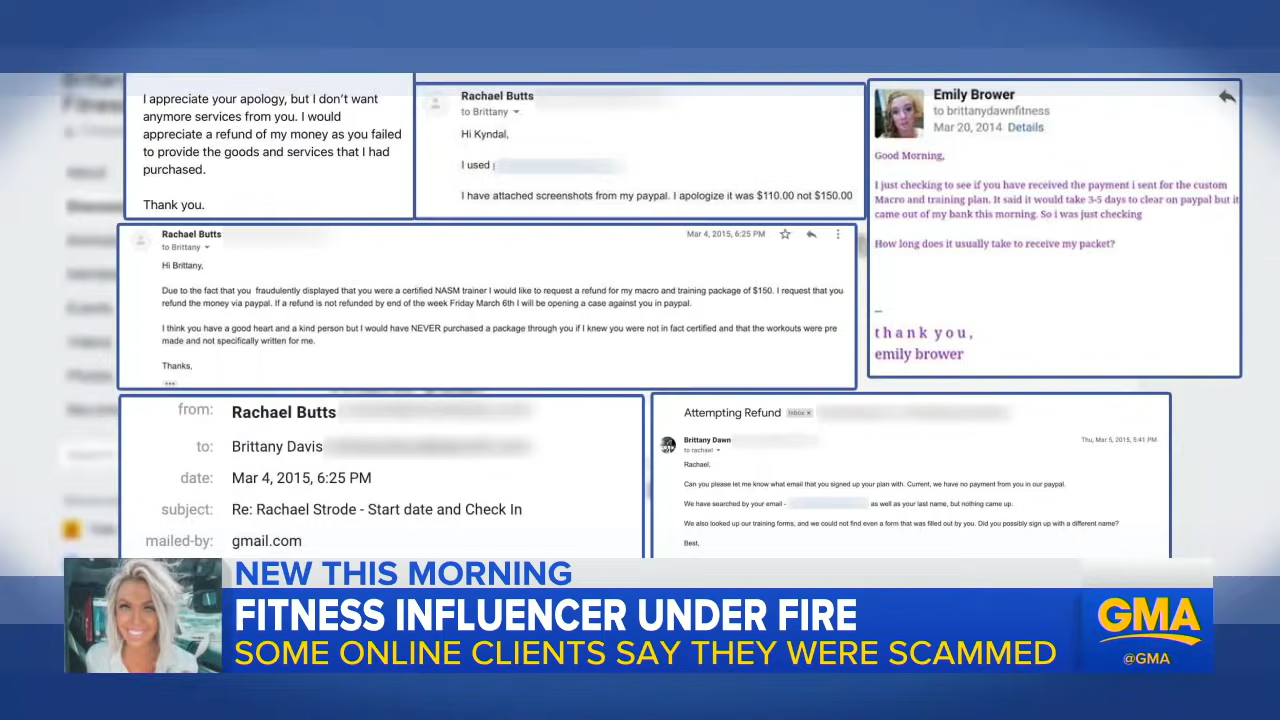 I appreciate your apology, but I don't want
anymore services from you. I would
appreciate a refund of my money as you failed
to provide the goods and services that I had
purchased.
Thank you.
Rachael Butts
to Brittany
Hi Kyndal,
I used
I have attached screenshots from my paypal. I apologize it was $110.00 not $150.00
Emily Brower
to brittanydawnfitness
Mar 20, 2014 Details
Good Morning,
I just checking to see if you have received the payment i sent for the custom
Macro and training plan. It said it would take 3-5 days to clear on paypal but it
came out of my bank this morning. So i was just checking
How long does it usually take to receive my packet?
--
thank you,
emily brower
Rachael Butts
to Brittany
Mar 4, 2015, 6:25 PM
Hi Brittany,
Due to the fact that you fraudulently displayed that you were a certified NASM trainer I would like to request a refund for my macro and training package of $150. I request that you
refund the money via paypal. If a refund is not refunded by end of the week Friday March 6th I will be opening a case against you in paypal.
I think you have a good heart and a kind person but I would have NEVER purchased a package through you if I knew you were not in fact certified and that the workouts were pre
made and not specifically written for me.
Thanks,
from: Rachael Butts
to: Brittany Davis
date: Mar 4, 2015, 6:25 PM
subject: Re: Rachael Strode - Start date and Check In
mailed-by: gmail.com
Attempting Refund Inbox x
Brittany Dawn
to rachael
Thu, Mar 5, 2015, 5:41 PM
Rachael,
Can you please let me know what email that you signed up your plan with. Current, we have no payment from you in our paypal.
We have searched by your email - as well as your last name, but nothing came up.
We also looked up our training forms, and we could not find even a form that was filled out by you. Did you possibly sign up with a different name?
Best,
NEW THIS MORNING
FITNESS INFLUENCER UNDER FIRE
SOME ONLINE CLIENTS SAY THEY WERE SCAMMED
GMA
@GMA